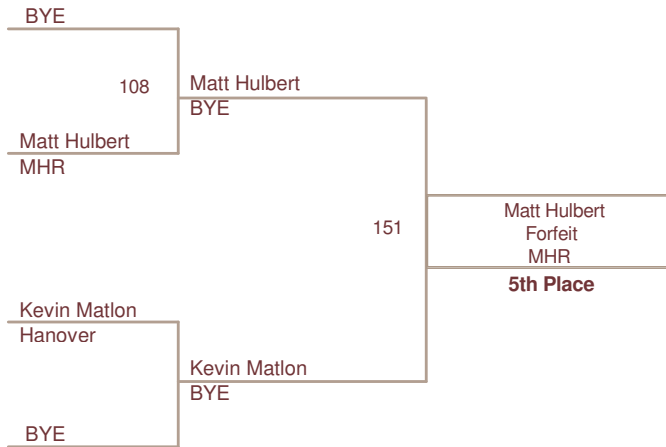 BYE
108
Matt Hulbert
BYE
Matt Hulbert
MHR
151
Matt Hulbert
Forfeit
MHR
5th Place
Kevin Matlon
Hanover
Kevin Matlon
BYE
BYE